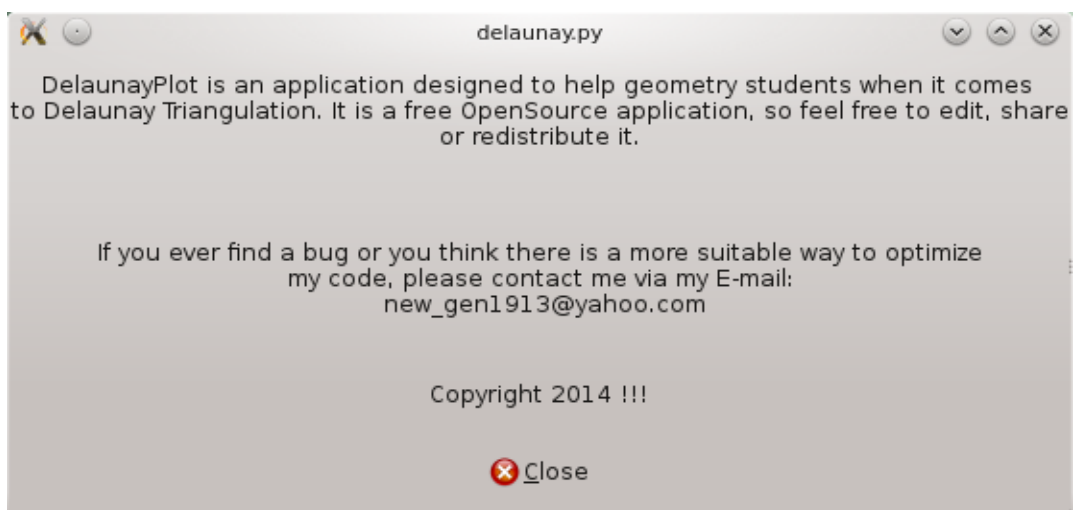 delaunay.py
DelaunayPlot is an application designed to help geometry students when it comes
to Delaunay Triangulation. It is a free OpenSource application, so feel free to edit, share
or redistribute it.
If you ever find a bug or you think there is a more suitable way to optimize
my code, please contact me via my E-mail:
new_gen1913@yahoo.com
Copyright 2014 !!!
Close